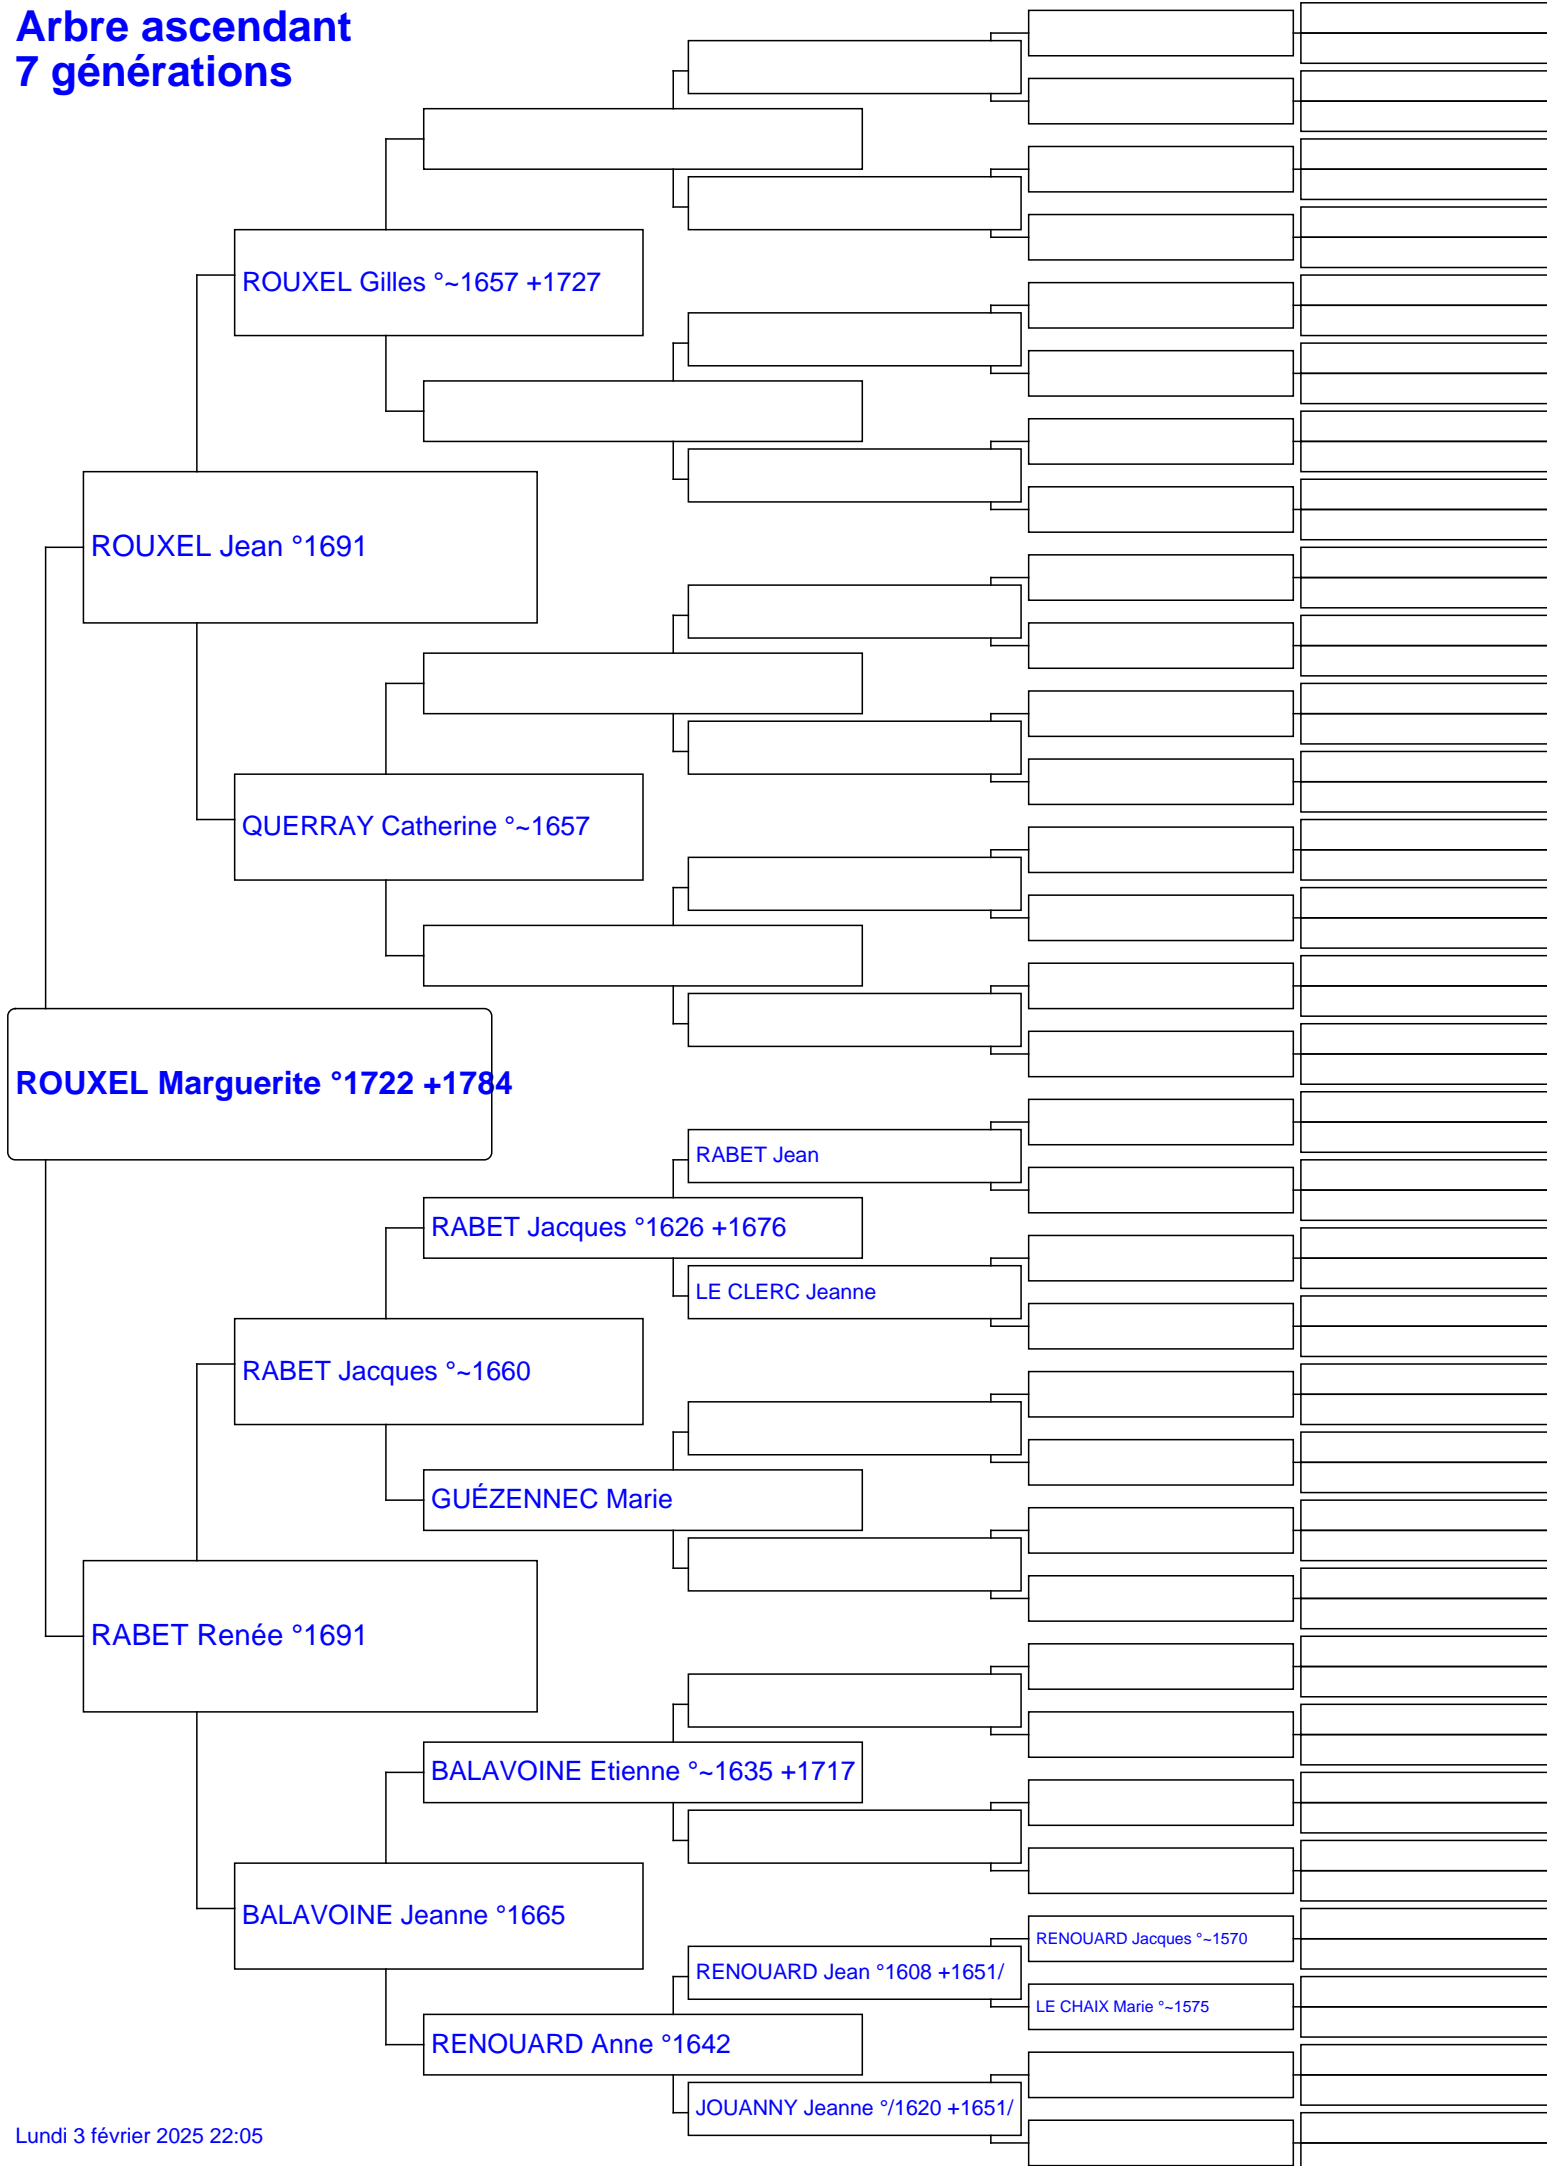 Arbre ascendant
7 générations
ROUXEL Gilles °~1657 +1727
ROUXEL Jean °1691
QUERRAY Catherine °~1657
ROUXEL Marguerite °1722 +1784
RABET Jean
RABET Jacques °1626 +1676
LE CLERC Jeanne
RABET Jacques °~1660
GUÉZENNEC Marie
RABET Renée °1691
BALAVOINE Etienne °~1635 +1717
BALAVOINE Jeanne °1665
RENOUARD Jacques °~1570
RENOUARD Jean °1608 +1651/
LE CHAIX Marie °~1575
RENOUARD Anne °1642
JOUANNY Jeanne °/1620 +1651/
Lundi 3 février 2025 22:05